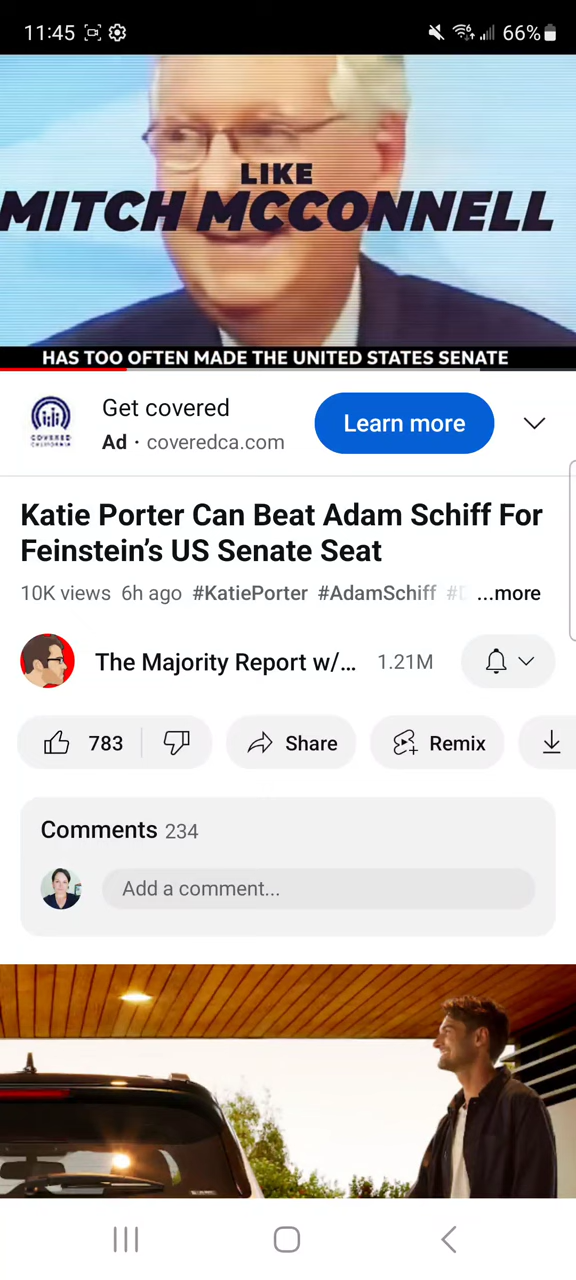 11:45
66%
LIKE
MITCH MCCONNELL
HAS TOO OFTEN MADE THE UNITED STATES SENATE
Get covered
Ad · coveredca.com
Learn more
COVERED
CALIFORNIA
Katie Porter Can Beat Adam Schiff For
Feinstein’s US Senate Seat
10K views 6h ago #KatiePorter #AdamSchiff ...more
The Majority Report w/... 1.21M
783
Share
Remix
Comments 234
Add a comment...